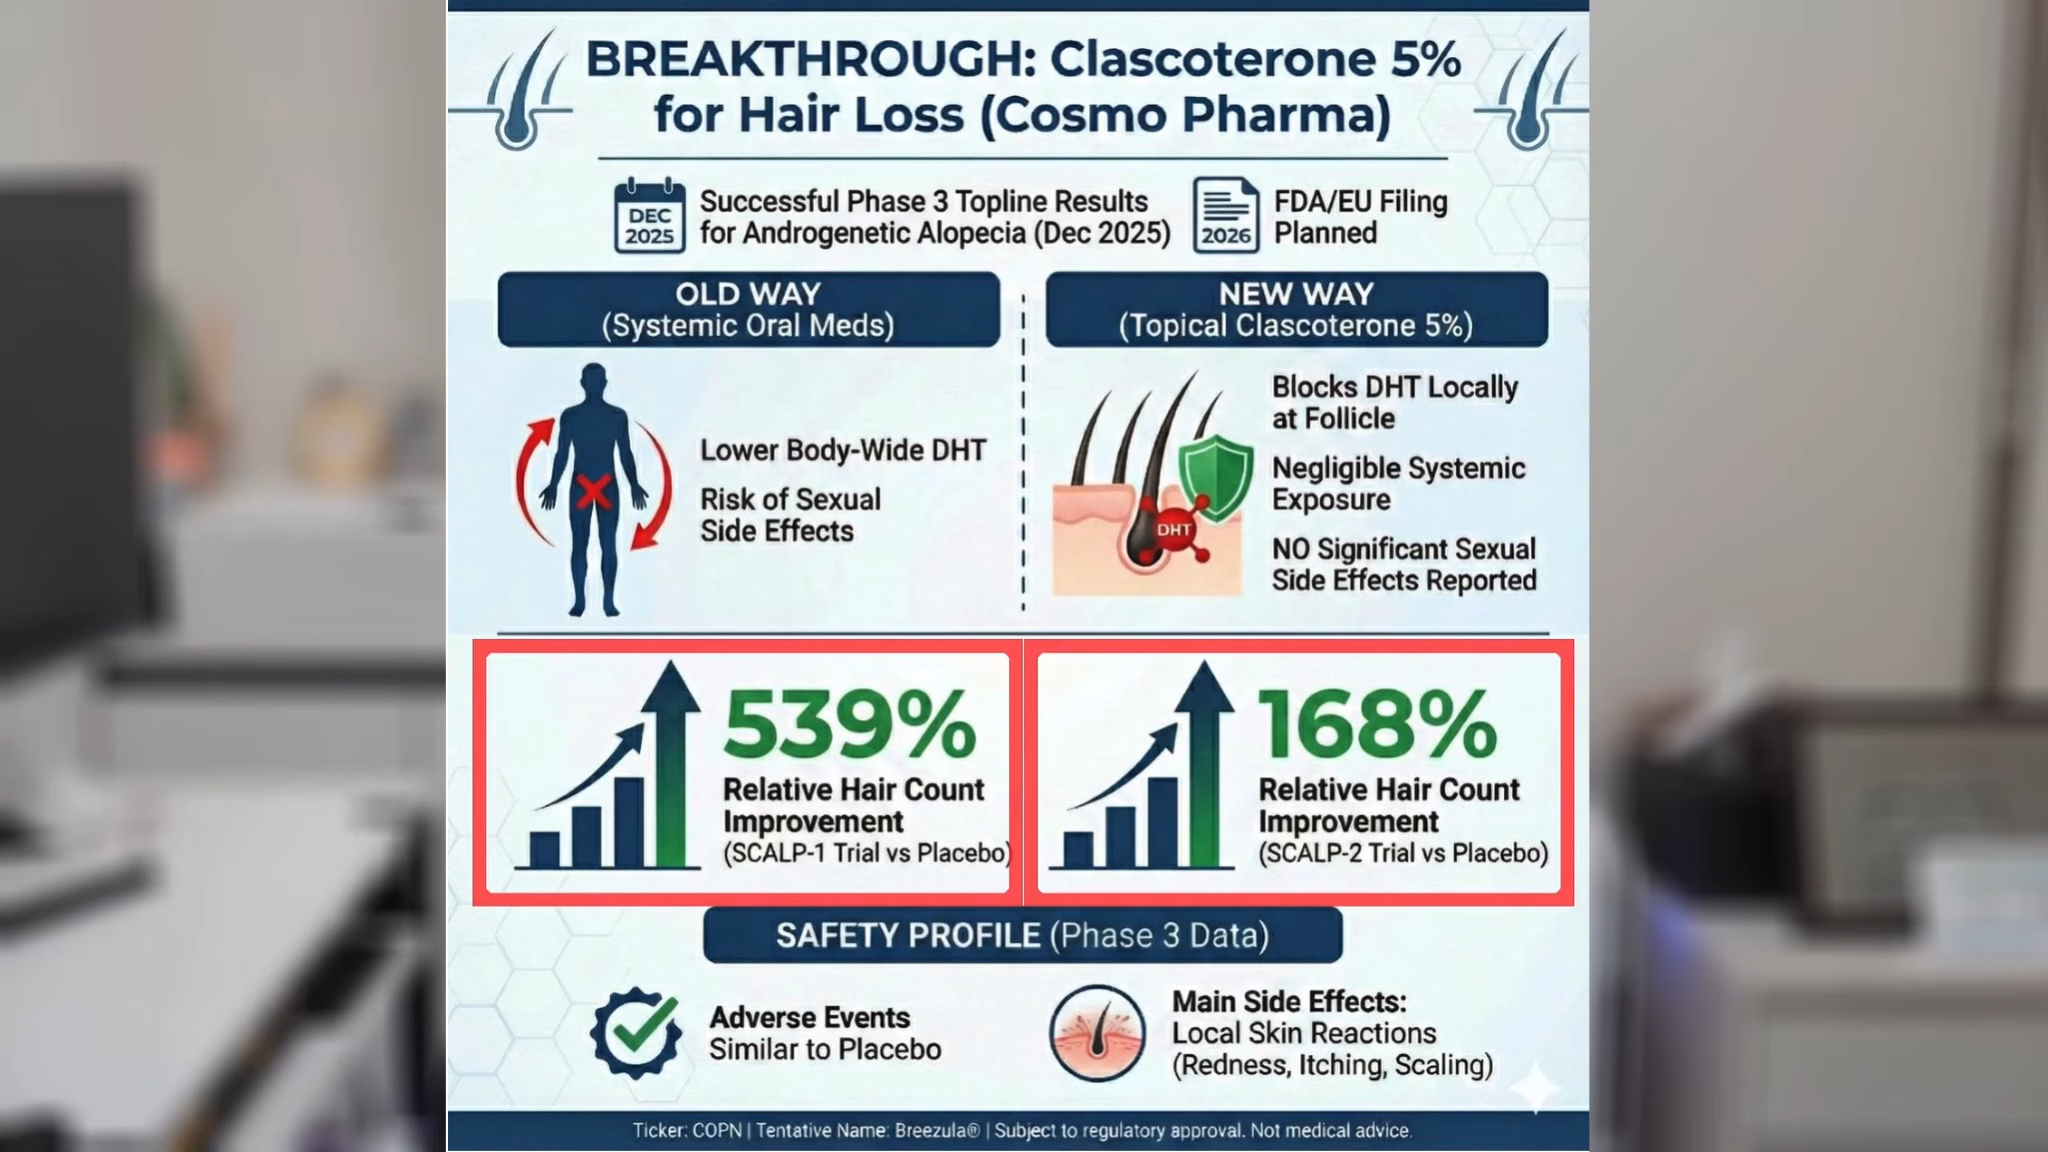 BREAKTHROUGH: Clascoterone 5%
for Hair Loss (Cosmo Pharma)
DEC
2025
Successful Phase 3 Topline Results
for Androgenetic Alopecia (Dec 2025)
2026
FDA/EU Filing
Planned
OLD WAY
(Systemic Oral Meds)
Lower Body-Wide DHT
Risk of Sexual
Side Effects
NEW WAY
(Topical Clascoterone 5%)
DHT
Blocks DHT Locally
at Follicle
Negligible Systemic
Exposure
NO Significant Sexual
Side Effects Reported
539%
Relative Hair Count
Improvement
(SCALP-1 Trial vs Placebo)
168%
Relative Hair Count
Improvement
(SCALP-2 Trial vs Placebo)
SAFETY PROFILE (Phase 3 Data)
Adverse Events
Similar to Placebo
Main Side Effects:
Local Skin Reactions
(Redness, Itching, Scaling)
Ticker: COPN | Tentative Name: Breezula® | Subject to regulatory approval. Not medical advice.